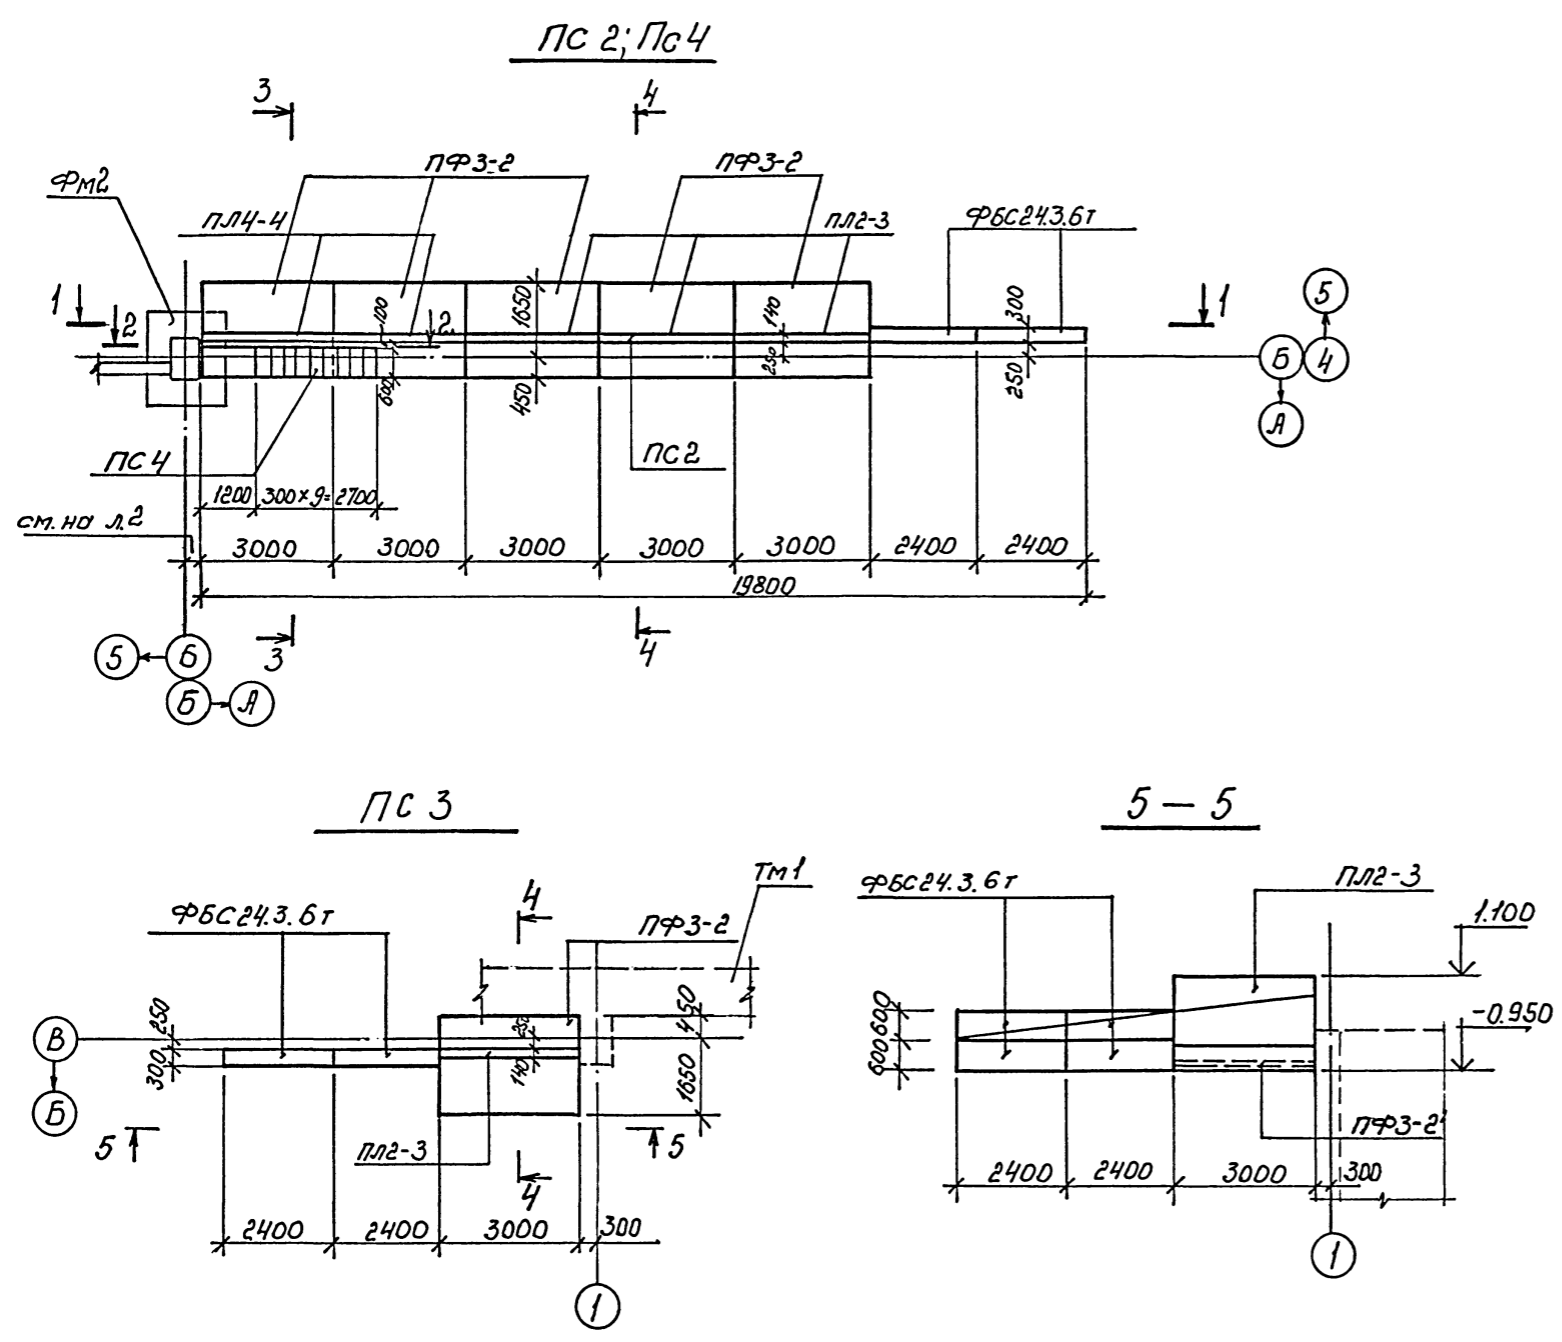 ПС 2; Пс 4
3 4
ПФ3-2 ПФ3-2
Фм2
ПЛ4-4 ПЛ2-3 ФБС24.3.6т
1 2 100 2 1650 140 300 1 5
250 Б 4
600 450 250
А
ПС 4 ПС 2
1200 300×9=2700
см. на л.2
3000 3000 3000 3000 3000 2400 2400
19800
3 4
5 6
Б А
ПС 3 5 — 5
Тм1
ФБС24.3.6т 4 ПФ3-2
ФБС24.3.6т ПЛ2-3
1.100
250 250 450 600 -0.950
В
300 140 1650 600
Б
5 ПЛ2-3 5 ПФ3-2
4
2400 2400 3000 300
2400 2400 3000 300
1 1